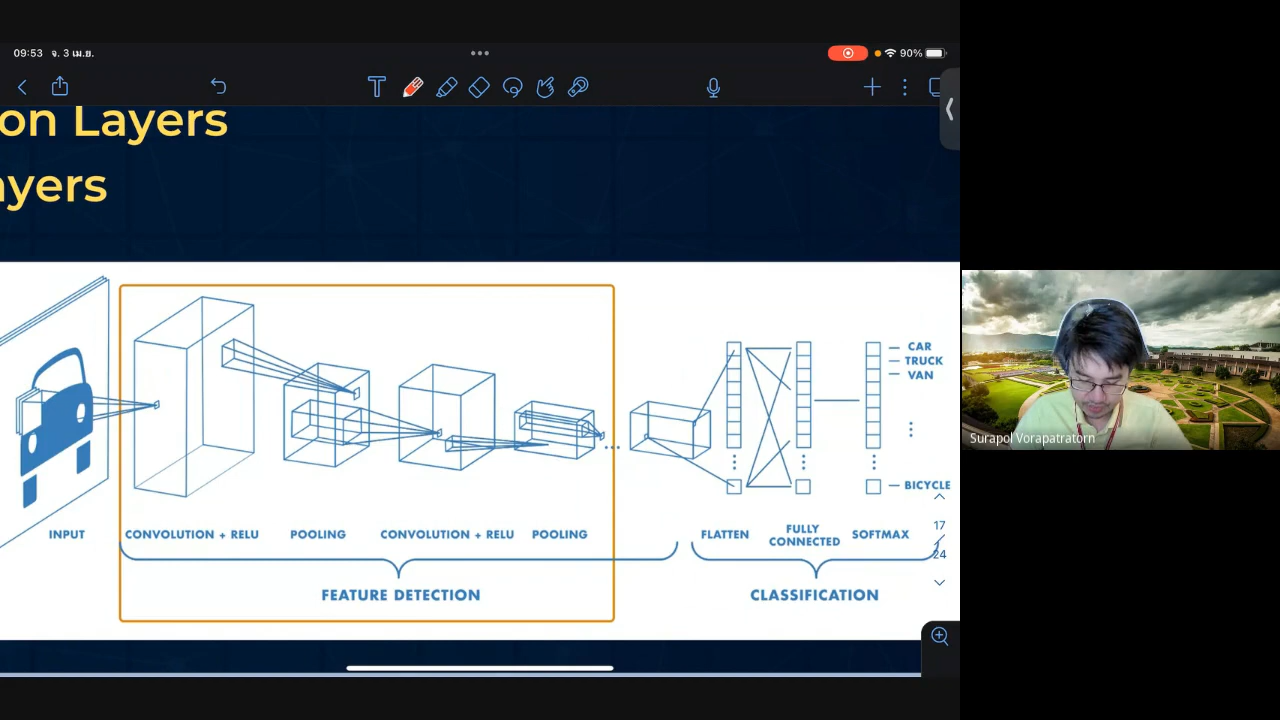 09:53 จ. 3 เม.ย.
90%
on Layers
ayers
CAR
TRUCK
VAN
BICYCLE
INPUT
CONVOLUTION + RELU
POOLING
CONVOLUTION + RELU
POOLING
FLATTEN
FULLY
CONNECTED
SOFTMAX
FEATURE DETECTION
CLASSIFICATION
17
24
Surapol Vorapatratorn